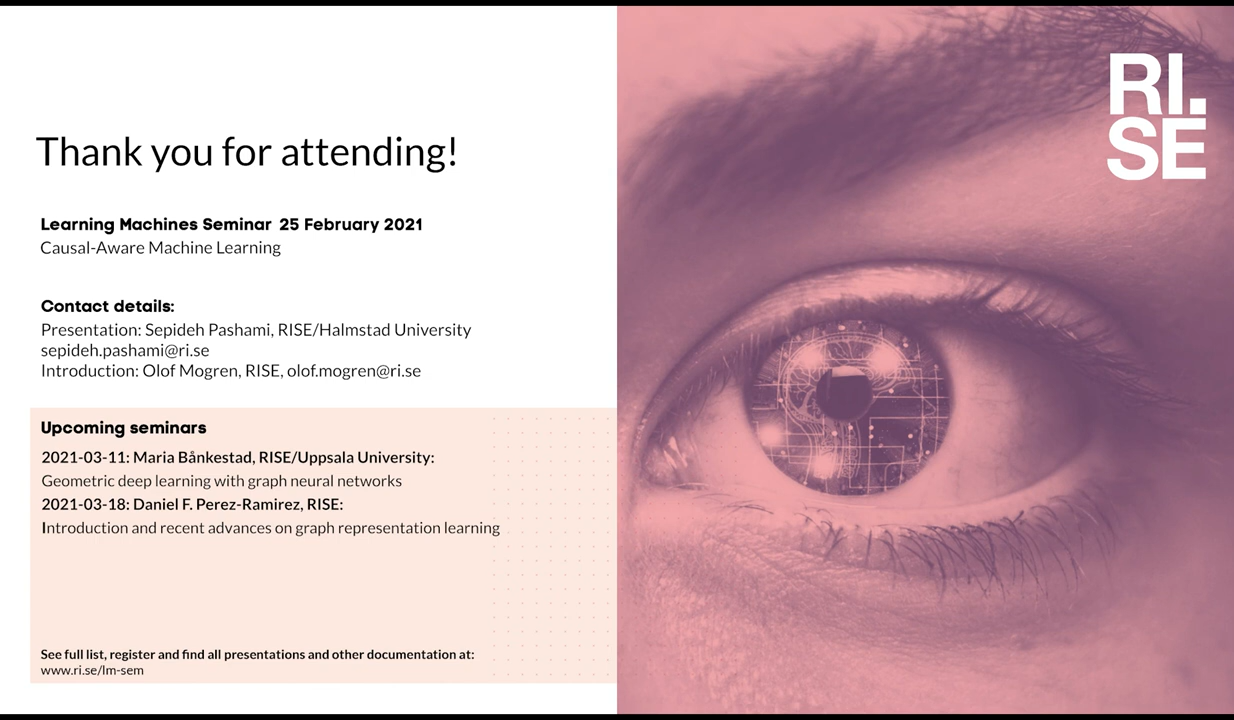 Thank you for attending!
Learning Machines Seminar 25 February 2021
Causal-Aware Machine Learning
Contact details:
Presentation: Sepideh Pashami, RISE/Halmstad University
sepideh.pashami@ri.se
Introduction: Olof Mogren, RISE, olof.mogren@ri.se
Upcoming seminars
2021-03-11: Maria Bånkestad, RISE/Uppsala University:
Geometric deep learning with graph neural networks
2021-03-18: Daniel F. Perez-Ramirez, RISE:
Introduction and recent advances on graph representation learning
See full list, register and find all presentations and other documentation at:
www.ri.se/lm-sem
RI.
SE